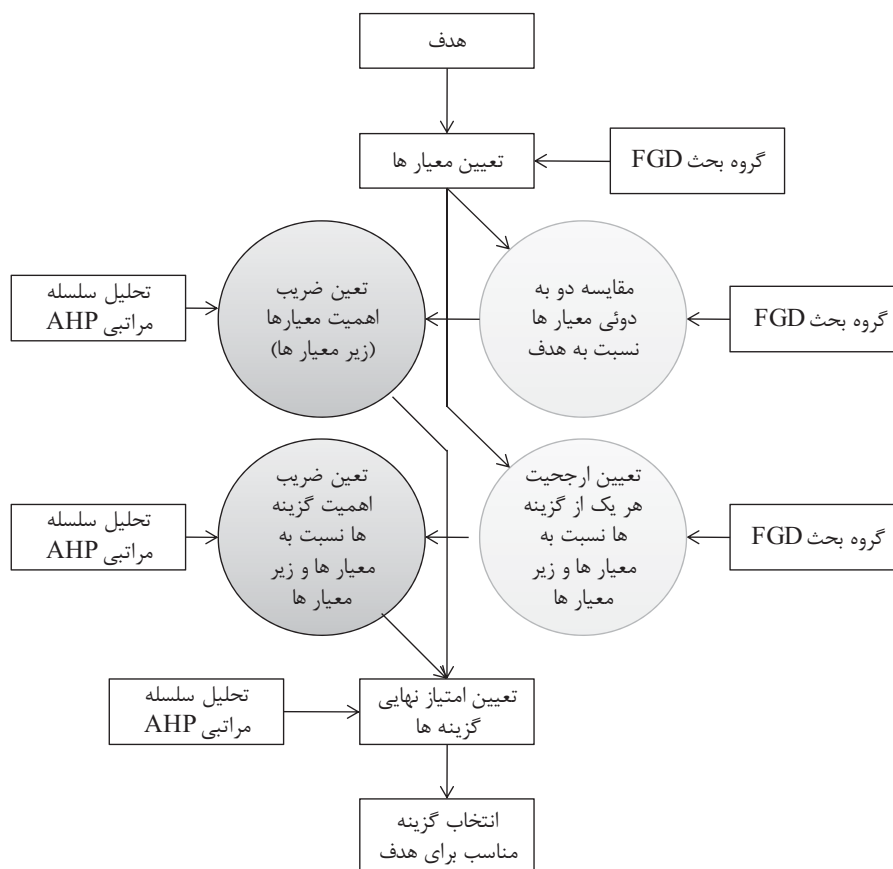 هدف
تعیین معیار ها
گروه بحث FGD
مقایسه دو به
دوئی معیار ها
نسبت به هدف
گروه بحث FGD
تعین ضریب
اهمیت معیارها
(زیر معیار ها)
تحلیل سلسله
مراتبی AHP
تعیین ارجحیت
هر یک از گزینه
ها نسبت به
معیار ها و زیر
معیار ها
گروه بحث FGD
تعین ضریب
اهمیت گزینه
ها نسبت به
معیار ها و زیر
معیار ها
تحلیل سلسله
مراتبی AHP
تعیین امتیاز نهایی
گزینه ها
تحلیل سلسله
مراتبی AHP
انتخاب گزینه
مناسب برای هدف